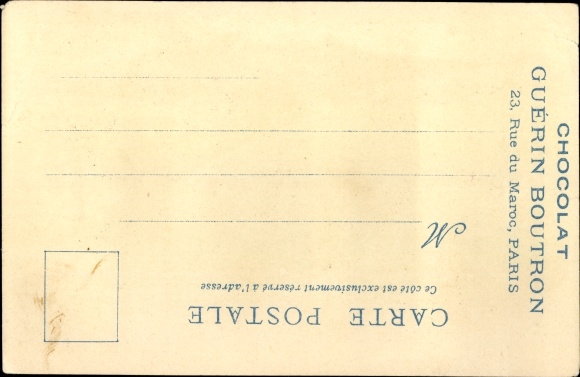 CARTE POSTALE
Ce côté est exclusivement réservé à l'adresse
M
CHOCOLAT
GUÉRIN BOUTRON
23, Rue du Maroc, PARIS